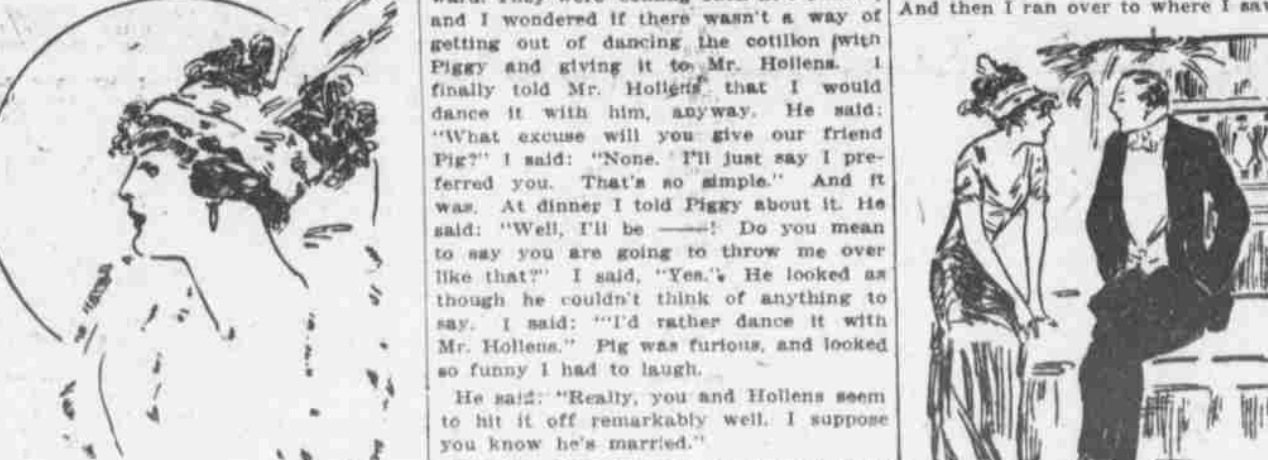 and I wondered if there wasn't a way of
getting out of dancing the cotillon with
Piggy and giving it to Mr. Hollens. I
finally told Mr. Hollens that I would
dance it with him, anyway. He said:
"What excuse will you give our friend
Pig?" I said: "None. I'll just say I pre-
ferred you. That's so simple." And it
was. At dinner I told Piggy about it. He
said: "Well, I'll be ——! Do you mean
to say you are going to throw me over
like that?" I said, "Yes." He looked as
though he couldn't think of anything to
say. I said: "'I'd rather dance it with
Mr. Hollens." Pig was furious, and looked
so funny I had to laugh.
He said: "Really, you and Hollens seem
to hit it off remarkably well. I suppose
you know he's married."
And then I ran over to where I saw